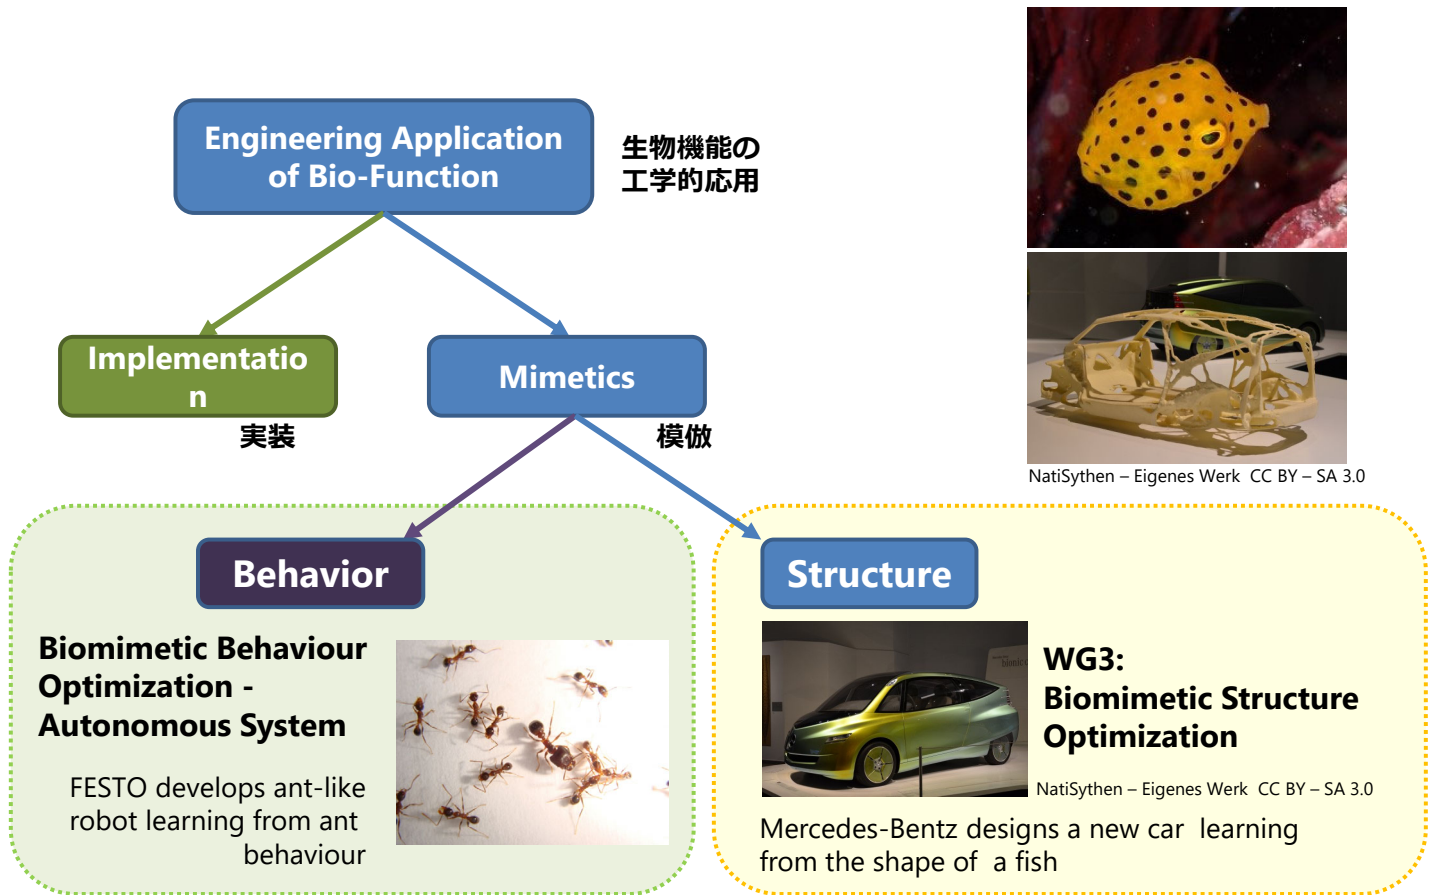 Engineering Application
of Bio-Function
生物機能の
工学的応用
Implementatio
n
実装
Mimetics
模倣
NatiSythen – Eigenes Werk  CC BY – SA 3.0
Behavior
Biomimetic Behaviour
Optimization -
Autonomous System
FESTO develops ant-like
robot learning from ant
behaviour
Structure
WG3:
Biomimetic Structure
Optimization
NatiSythen – Eigenes Werk  CC BY – SA 3.0
Mercedes-Bentz designs a new car  learning
from the shape of  a fish